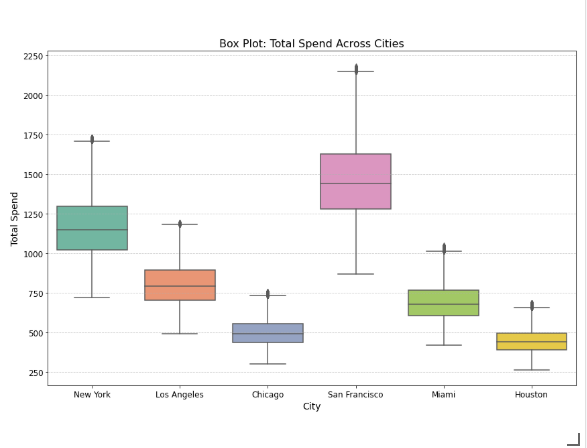 Box Plot: Total Spend Across Cities
2250
2000
1750
1500
1250
1000
750
500
250
Total Spend
New York Los Angeles Chicago San Francisco Miami Houston
City